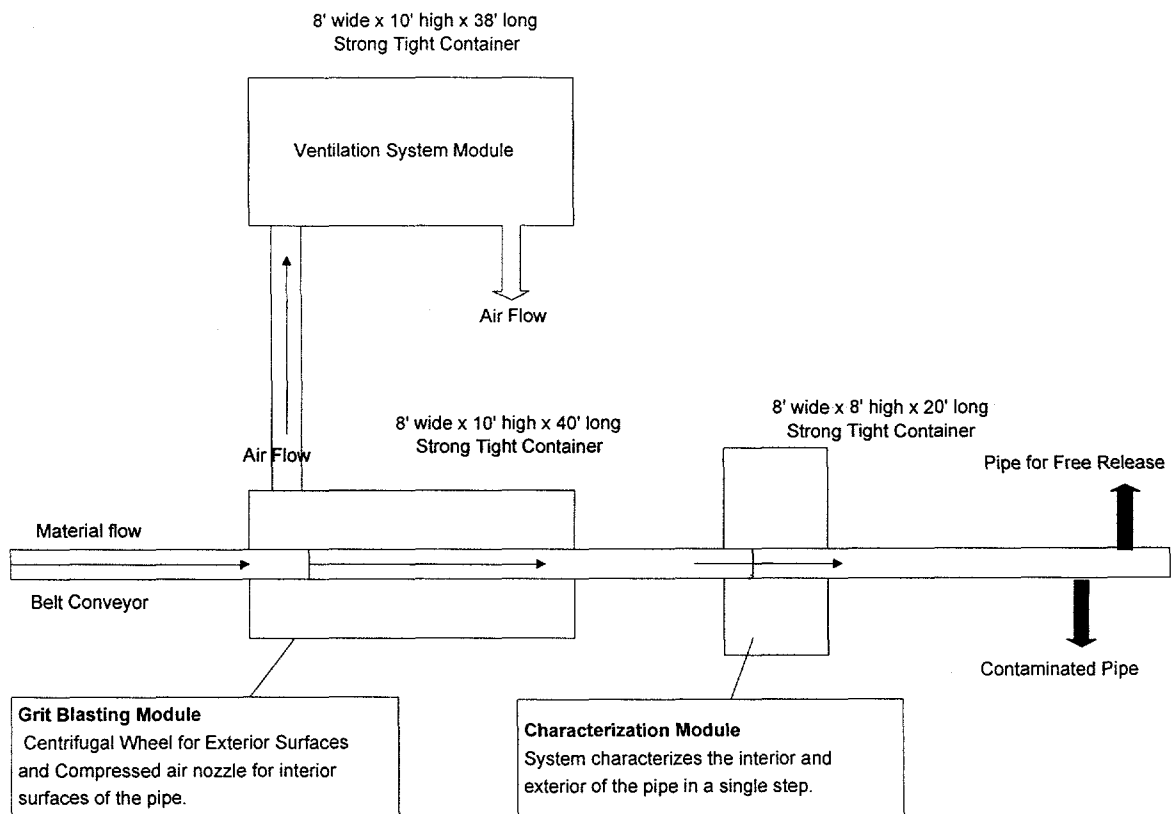 8' wide x 10' high x 38' long
Strong Tight Container
Ventilation System Module
Air Flow
8' wide x 10' high x 40' long
Strong Tight Container
8' wide x 8' high x 20' long
Strong Tight Container
Air Flow
Pipe for Free Release
Material flow
Belt Conveyor
Contaminated Pipe
Grit Blasting Module
Centrifugal Wheel for Exterior Surfaces
and Compressed air nozzle for interior
surfaces of the pipe.
Characterization Module
System characterizes the interior and
exterior of the pipe in a single step.